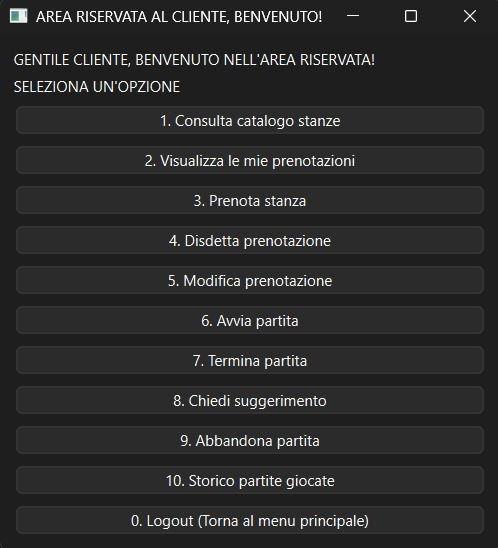 AREA RISERVATA AL CLIENTE, BENVENUTO!
GENTILE CLIENTE, BENVENUTO NELL'AREA RISERVATA!
SELEZIONA UN'OPZIONE
1. Consulta catalogo stanze
2. Visualizza le mie prenotazioni
3. Prenota stanza
4. Disdetta prenotazione
5. Modifica prenotazione
6. Avvia partita
7. Termina partita
8. Chiedi suggerimento
9. Abbandona partita
10. Storico partite giocate
0. Logout (Torna al menu principale)